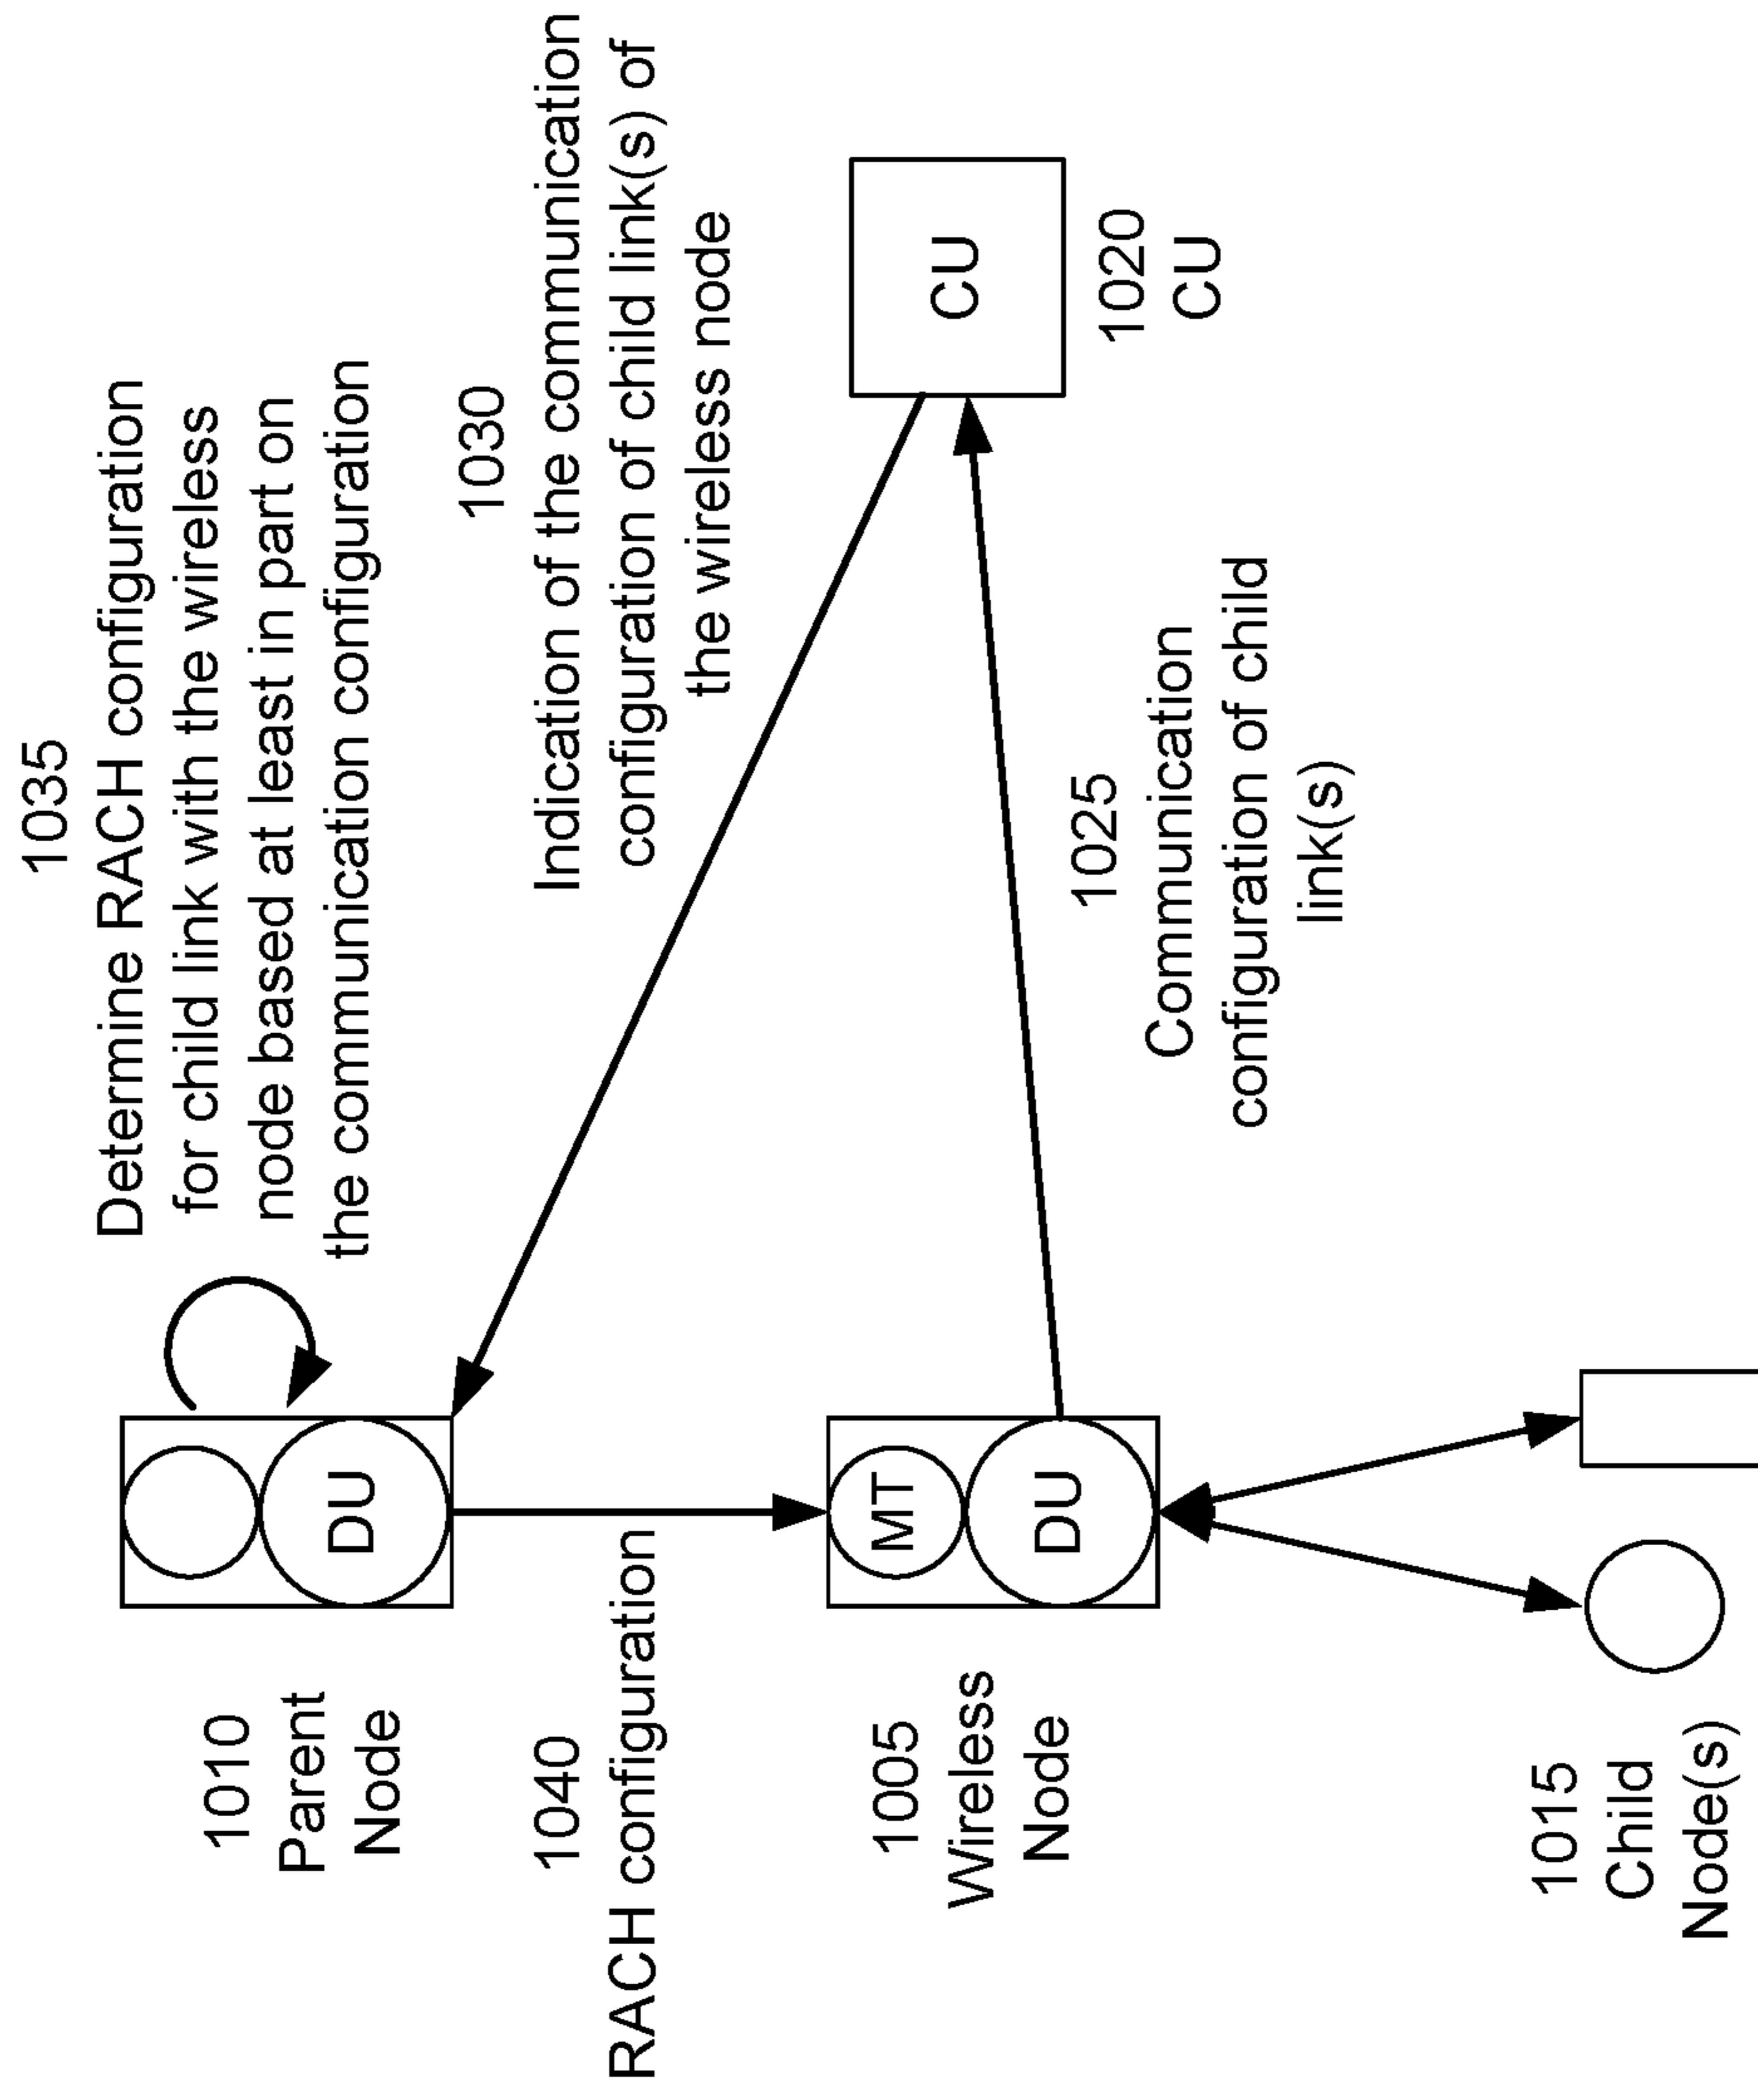 1035
Determine RACH configuration
for child link with the wireless
node based at least in part on
the communication configuration
1010
Parent
Node
DU
1030
Indication of the communication
configuration of child link(s) of
the wireless node
1040
RACH configuration
CU
1020
CU
1005
Wireless
Node
MT
DU
1025
Communication
configuration of child
link(s)
1015
Child
Node(s)